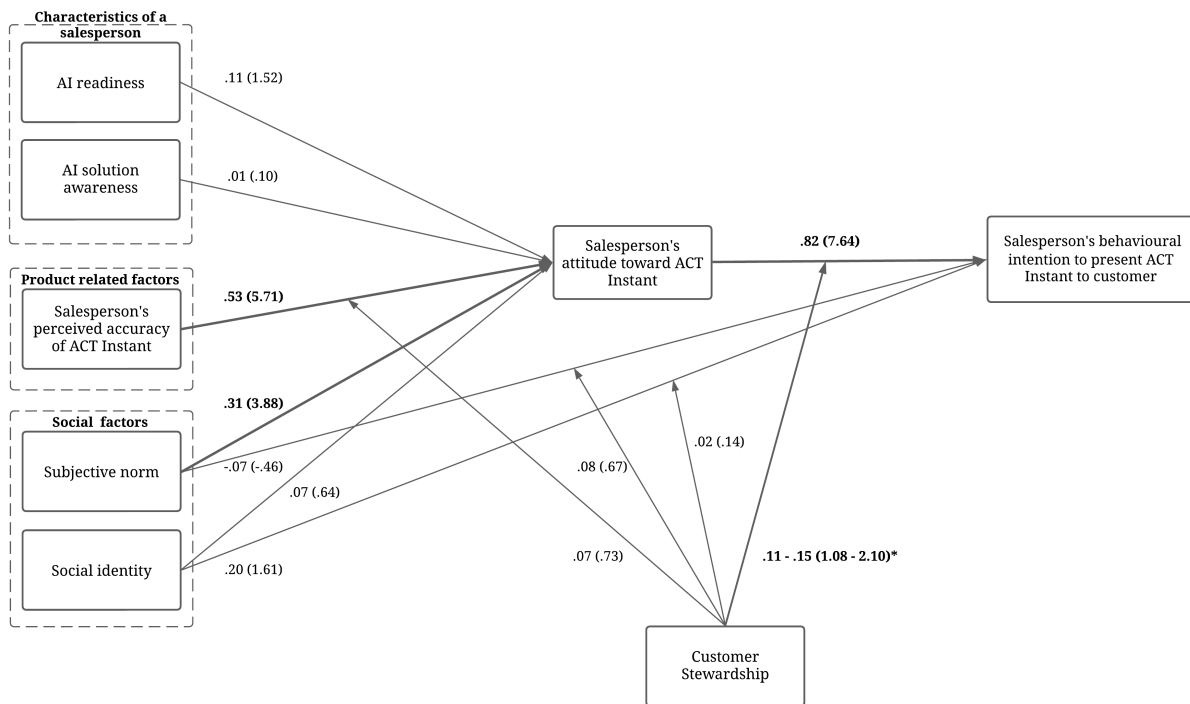 Characteristics of a
salesperson
AI readiness
.11 (1.52)
AI solution
awareness
.01 (.10)
Salesperson's
attitude toward ACT
Instant
.82 (7.64)
Salesperson's behavioural
intention to present ACT
Instant to customer
Product related factors
Salesperson's
perceived accuracy
of ACT Instant
.53 (5.71)
.31 (3.88)
Social  factors
Subjective norm
-.07 (-.46)
.07 (.64)
.08 (.67)
.02 (.14)
Social identity
.20 (1.61)
.07 (.73)
.11 - .15 (1.08 - 2.10)*
Customer
Stewardship